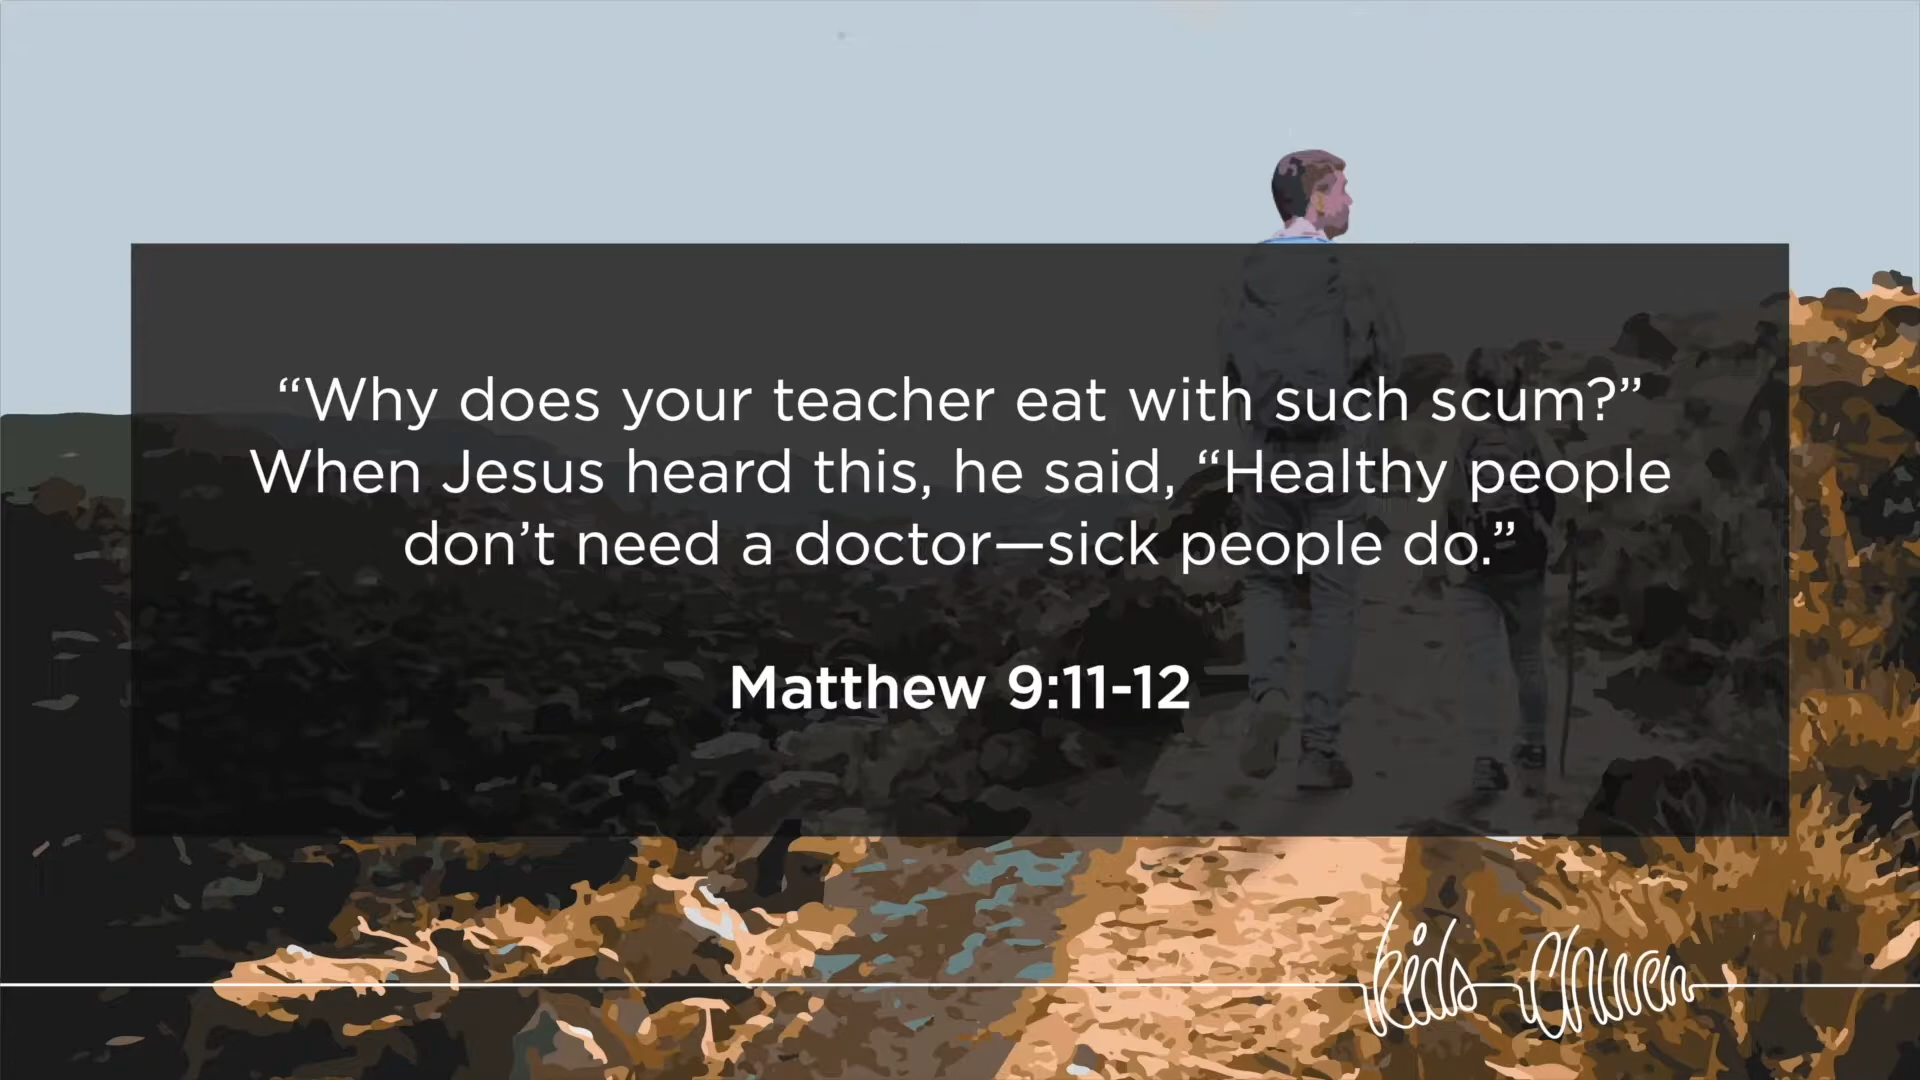 “Why does your teacher eat with such scum?”
When Jesus heard this, he said, “Healthy people
don’t need a doctor—sick people do.”
Matthew 9:11-12
kids church